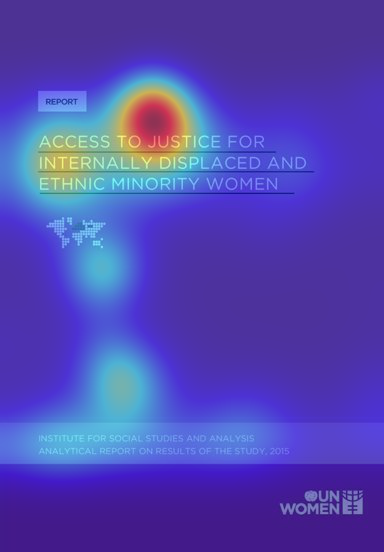 REPORT
ACCESS TO JUSTICE FOR
INTERNALLY DISPLACED AND
ETHNIC MINORITY WOMEN
INSTITUTE FOR SOCIAL STUDIES AND ANALYSIS
ANALYTICAL REPORT ON RESULTS OF THE STUDY, 2015
UN
WOMEN